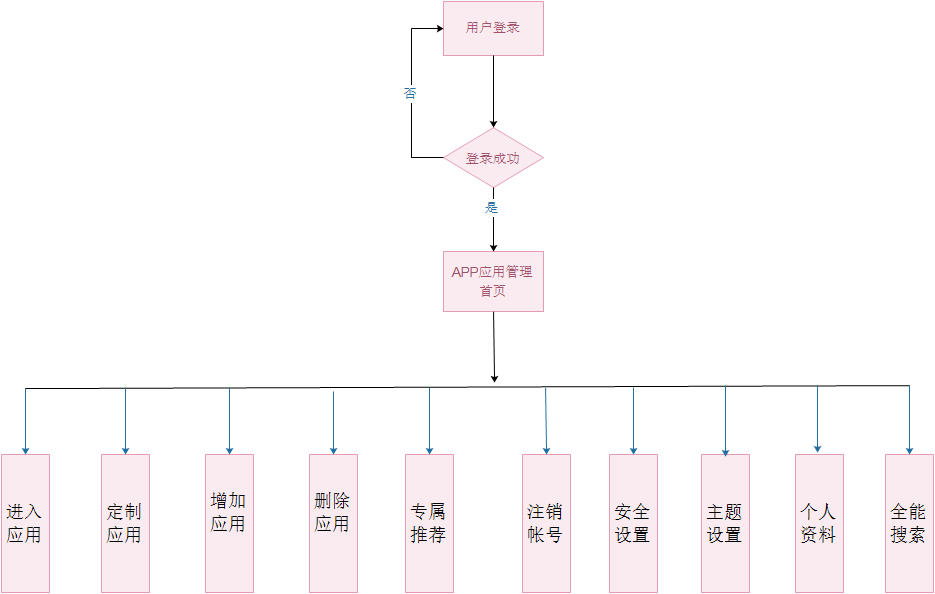 用户登录
否
登录成功
是
APP应用管理
首页
进入
应用
定制
应用
增加
应用
删除
应用
专属
推荐
注销
帐号
安全
设置
主题
设置
个人
资料
全能
搜索